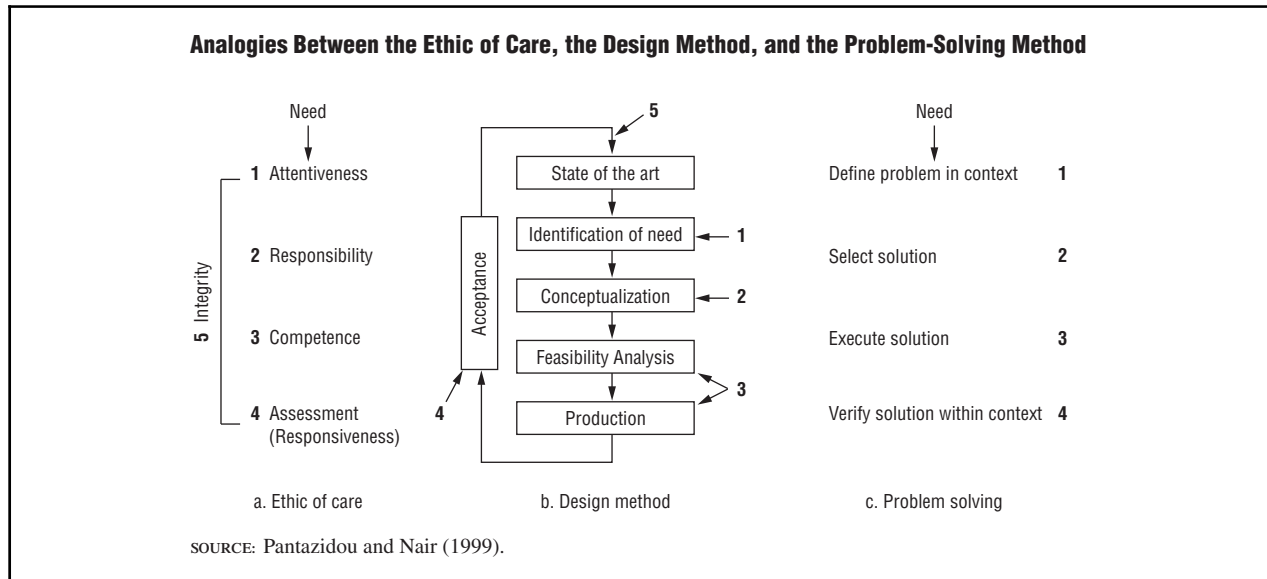 Analogies Between the Ethic of Care, the Design Method, and the Problem-Solving Method
Need
1 Attentiveness
2 Responsibility
3 Competence
4 Assessment
(Responsiveness)
5 Integrity
a. Ethic of care
5
State of the art
Identification of need
1
Conceptualization
2
Feasibility Analysis
3
Production
Acceptance
4
b. Design method
Need
Define problem in context 1
Select solution 2
Execute solution 3
Verify solution within context 4
c. Problem solving
SOURCE: Pantazidou and Nair (1999).